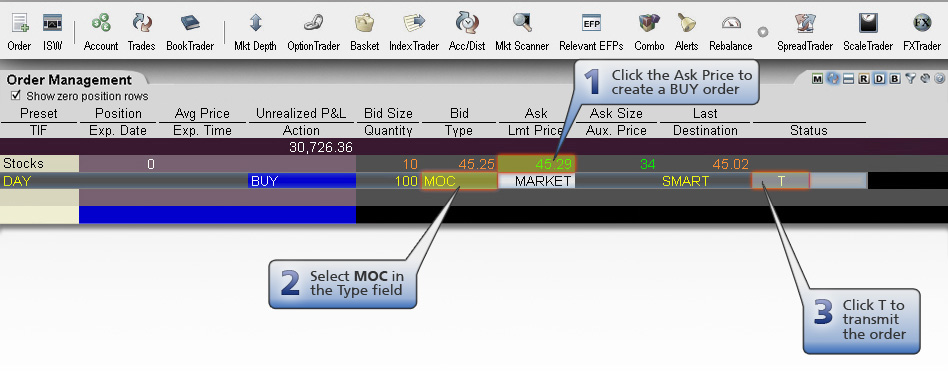 EFP
FX
Order ISW Account Trades BookTrader Mkt Depth OptionTrader Basket IndexTrader Acc/Dist Mkt Scanner Relevant EFPs Combo Alerts Rebalance SpreadTrader ScaleTrader FXTrader
Order Management
M R D B
Show zero position rows
1 Click the Ask Price to
create a BUY order
Preset Position Avg Price Unrealized P&L Bid Size Bid Ask Ask Size Last
TIF Exp. Date Exp. Time Action Quantity Type Lmt Price Aux. Price Destination Status
30,726.36
Stocks 0 10 45.25 45.29 34 45.02
DAY BUY 100 MOC MARKET SMART T
2 Select MOC in
the Type field
3 Click T to
transmit
the order